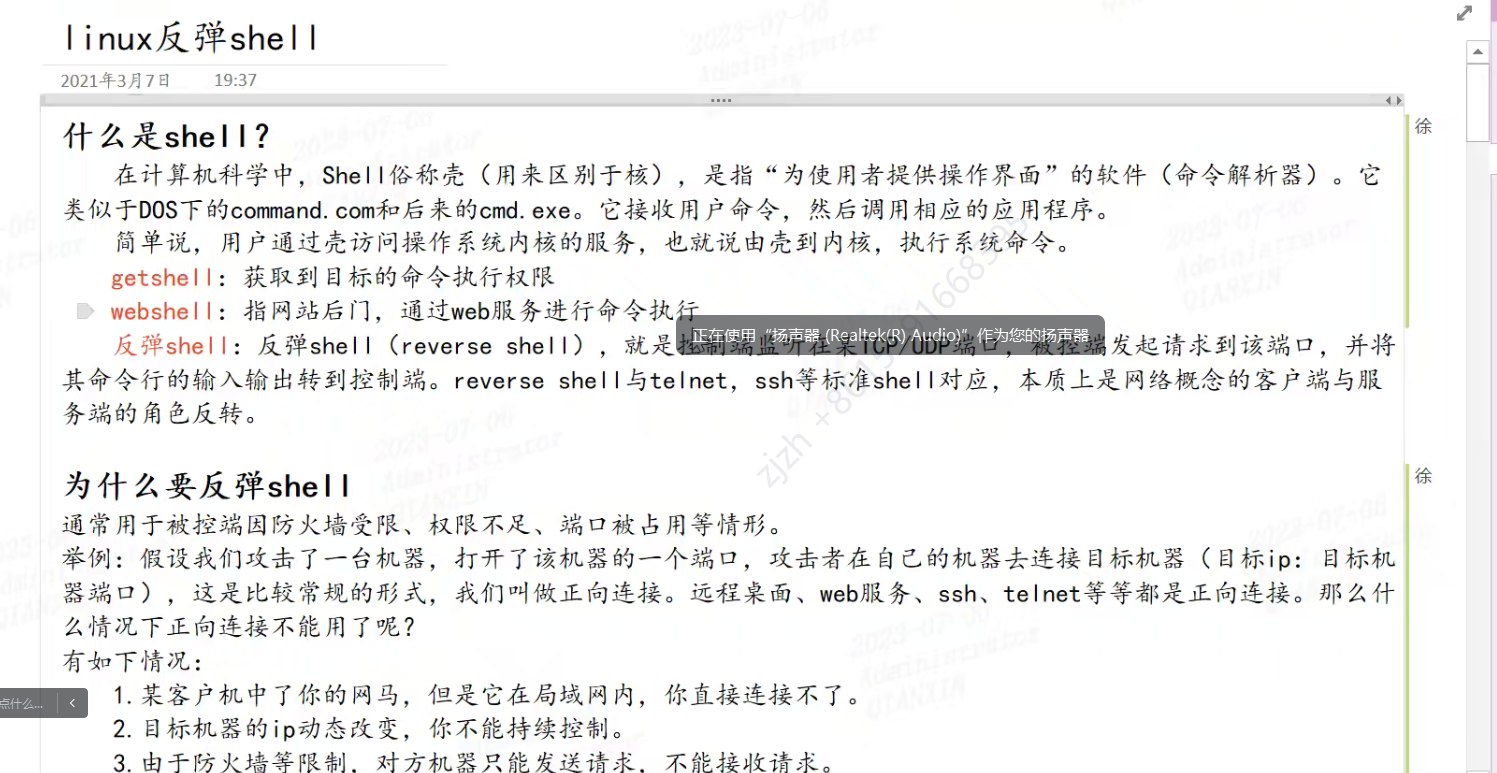 linux反弹shell
2021年3月7日 19:37
什么是shell？
徐
在计算机科学中，Shell俗称壳（用来区别于核），是指“为使用者提供操作界面”的软件（命令解析器）。它
类似于DOS下的command.com和后来的cmd.exe。它接收用户命令，然后调用相应的应用程序。
简单说，用户通过壳访问操作系统内核的服务，也就说由壳到内核，执行系统命令。
getshell：获取到目标的命令执行权限
webshell：指网站后门，通过web服务进行命令执行
正在使用“扬声器 (Realtek(R) Audio)”作为您的扬声器
反弹shell：反弹shell（reverse shell），就是控制端监听在某TCP/UDP端口，被控端发起请求到该端口，并将
其命令行的输入输出转到控制端。reverse shell与telnet，ssh等标准shell对应，本质上是网络概念的客户端与服
务端的角色反转。
为什么要反弹shell
徐
通常用于被控端因防火墙受限、权限不足、端口被占用等情形。
举例：假设我们攻击了一台机器，打开了该机器的一个端口，攻击者在自己的机器去连接目标机器（目标ip：目标机
器端口），这是比较常规的形式，我们叫做正向连接。远程桌面、web服务、ssh、telnet等等都是正向连接。那么什
么情况下正向连接不能用了呢？
有如下情况：
1.某客户机中了你的网马，但是它在局域网内，你直接连接不了。
点什么...
2.目标机器的ip动态改变，你不能持续控制。
3.由于防火墙等限制，对方机器只能发送请求，不能接收请求。
2023-07-06
Administrator
QIANXIN